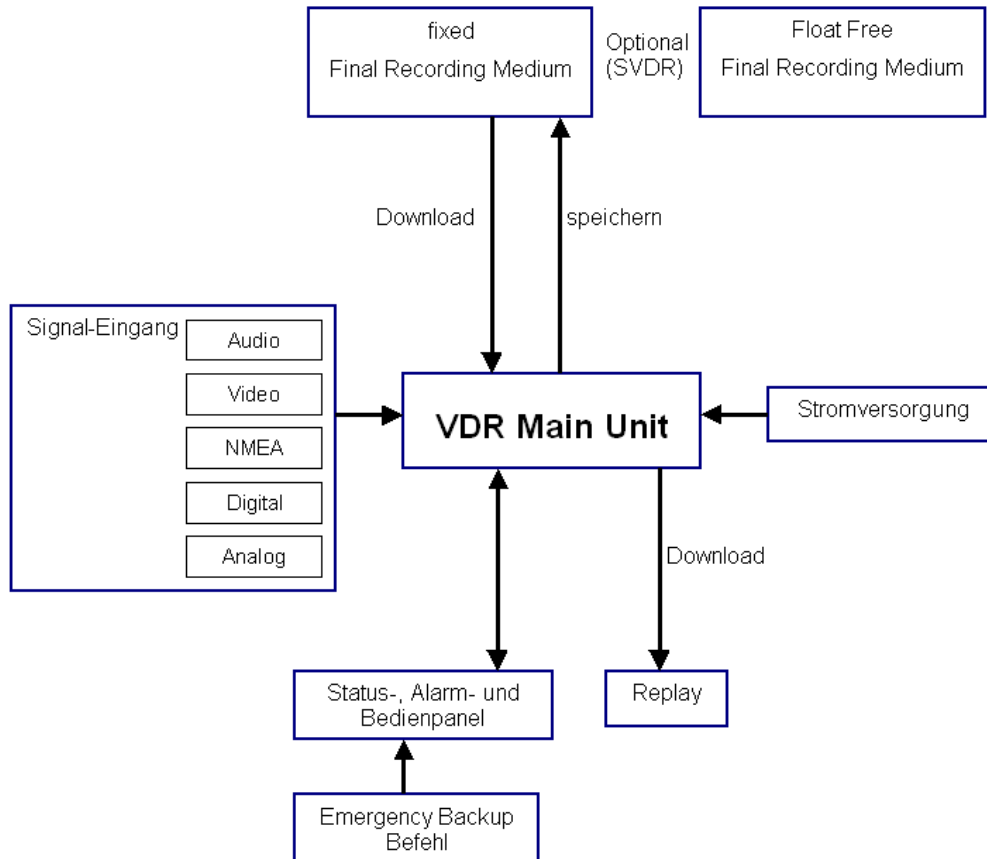 fixed
Final Recording Medium
Optional
(SVDR)
Float Free
Final Recording Medium
Download
speichern
Signal-Eingang
Audio
Video
NMEA
Digital
Analog
VDR Main Unit
Stromversorgung
Download
Status-, Alarm- und
Bedienpanel
Replay
Emergency Backup
Befehl